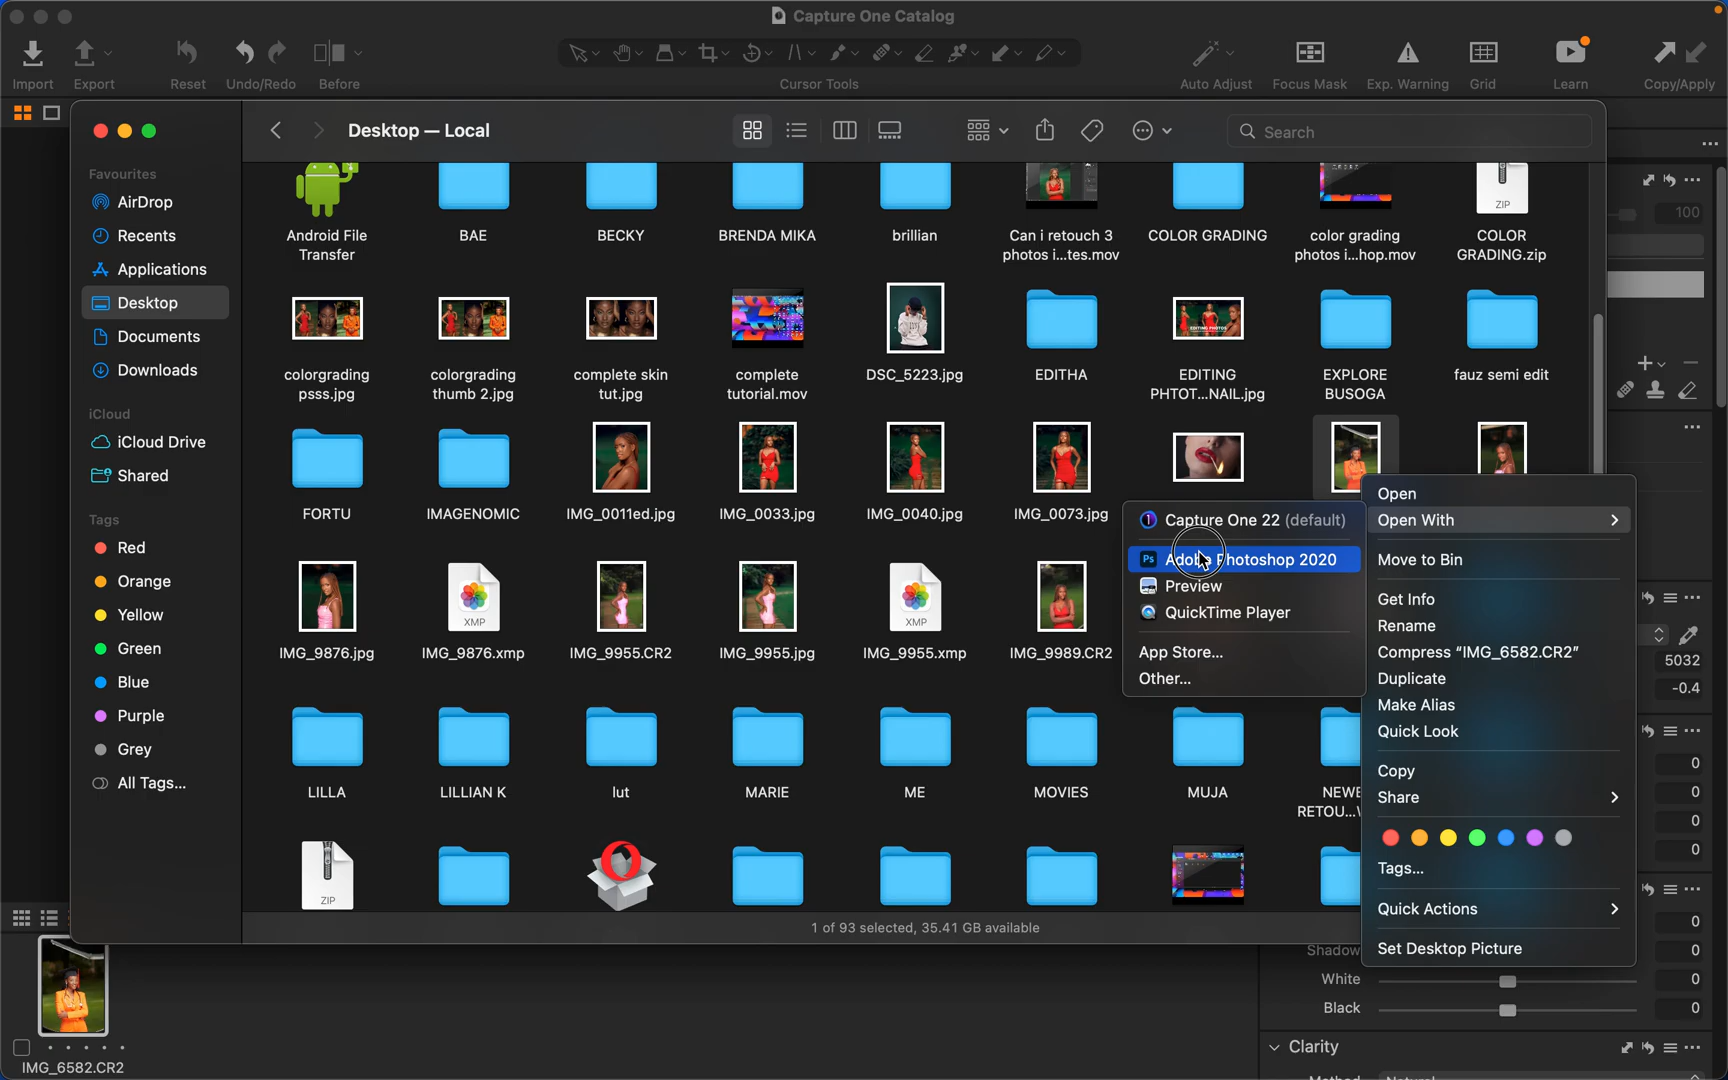 Capture One Catalog
Import
Export
Reset
Undo/Redo
Before
Cursor Tools
Auto Adjust
Focus Mask
Exp. Warning
Grid
Learn
Copy/Apply
Desktop — Local
Search
Favourites
AirDrop
Recents
Applications
Desktop
Documents
Downloads
iCloud
iCloud Drive
Shared
Tags
Red
Orange
Yellow
Green
Blue
Purple
Grey
All Tags...
Android File
Transfer
BAE
BECKY
BRENDA MIKA
brillian
Can i retouch 3
photos i...tes.mov
COLOR GRADING
color grading
photos i...hop.mov
ZIP
COLOR
GRADING.zip
colorgrading
psss.jpg
colorgrading
thumb 2.jpg
complete skin
tut.jpg
complete
tutorial.mov
DSC_5223.jpg
EDITHA
EDITING
PHTOT...NAIL.jpg
EXPLORE
BUSOGA
fauz semi edit
FORTU
IMAGENOMIC
IMG_0011ed.jpg
IMG_0033.jpg
IMG_0040.jpg
IMG_0073.jpg
IMG_9876.jpg
XMP
IMG_9876.xmp
IMG_9955.CR2
IMG_9955.jpg
XMP
IMG_9955.xmp
IMG_9989.CR2
LILLA
LILLIAN K
lut
MARIE
ME
MOVIES
MUJA
NEWE
RETOU...
ZIP
1 of 93 selected, 35.41 GB available
Capture One 22 (default)
Ps Adobe Photoshop 2020
Preview
QuickTime Player
App Store...
Other...
Open
Open With
Move to Bin
Get Info
Rename
Compress “IMG_6582.CR2”
Duplicate
Make Alias
Quick Look
Copy
Share
Tags...
Quick Actions
Set Desktop Picture
100
5032
-0.4
0
0
0
0
0
Shadow 0
White 0
Black 0
Clarity
IMG_6582.CR2